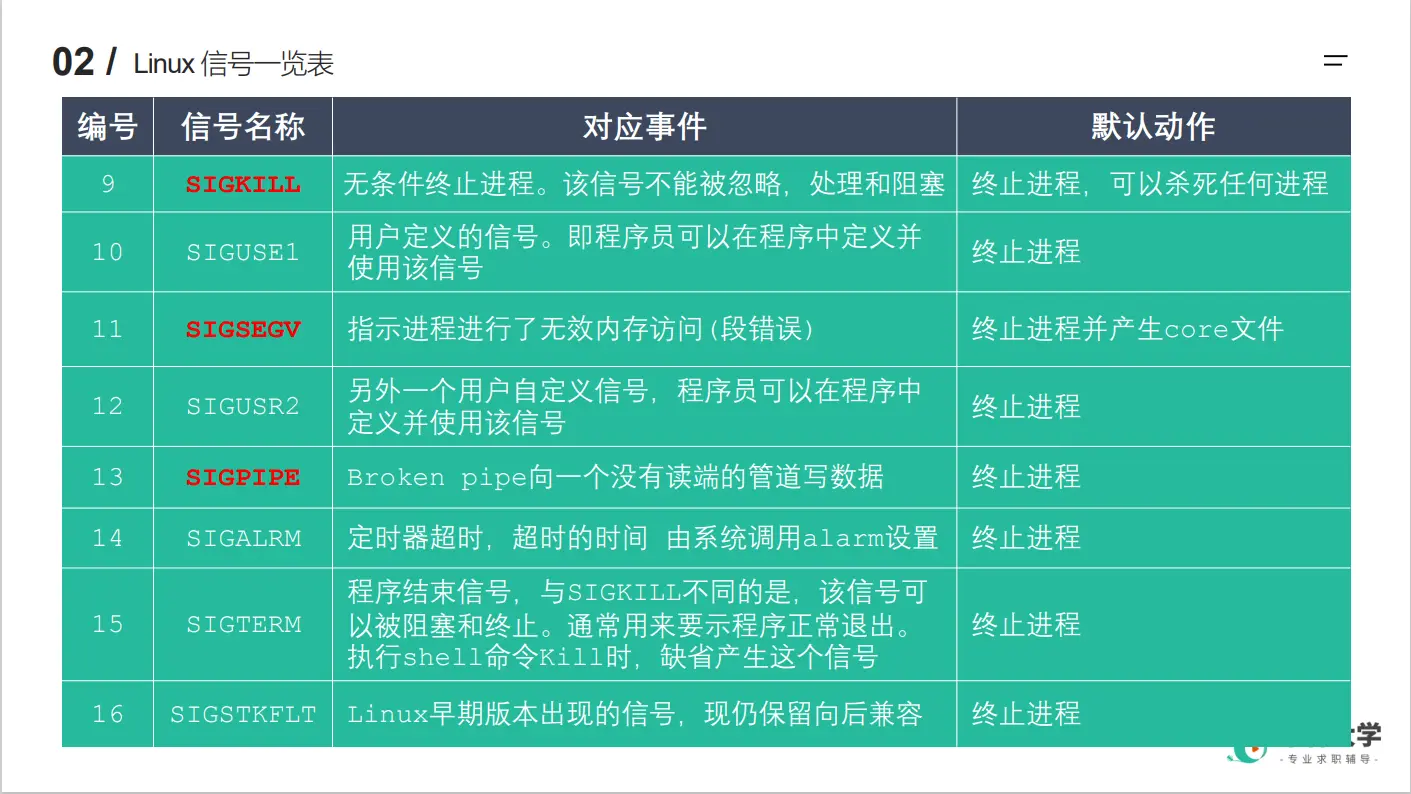 02 / Linux 信号一览表
编号 信号名称 对应事件 默认动作
9 SIGKILL 无条件终止进程。该信号不能被忽略，处理和阻塞 终止进程，可以杀死任何进程
10 SIGUSE1 用户定义的信号。即程序员可以在程序中定义并
使用该信号 终止进程
11 SIGSEGV 指示进程进行了无效内存访问(段错误) 终止进程并产生core文件
12 SIGUSR2 另外一个用户自定义信号，程序员可以在程序中
定义并使用该信号 终止进程
13 SIGPIPE Broken pipe向一个没有读端的管道写数据 终止进程
14 SIGALRM 定时器超时，超时的时间 由系统调用alarm设置 终止进程
15 SIGTERM 程序结束信号，与SIGKILL不同的是，该信号可
以被阻塞和终止。通常用来要示程序正常退出。
执行shell命令Kill时，缺省产生这个信号 终止进程
16 SIGSTKFLT Linux早期版本出现的信号，现仍保留向后兼容 终止进程
学
-专业求职辅导-